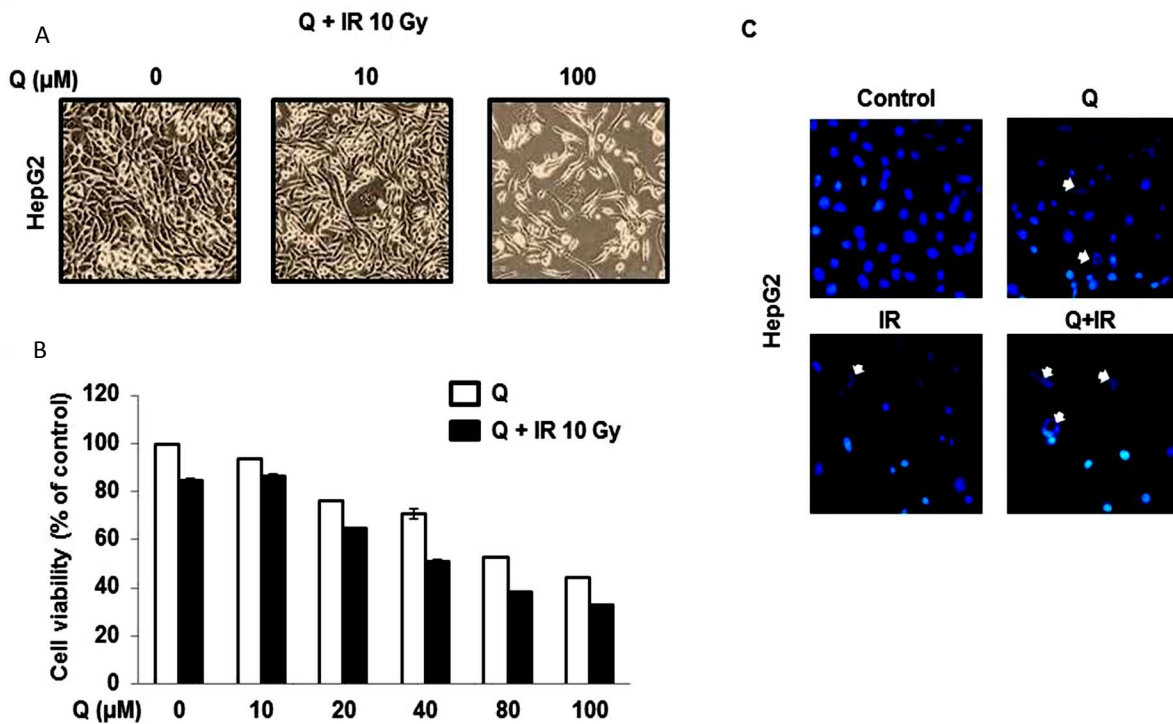 A
Q + IR 10 Gy
Q (μM) 0 10 100
HepG2
B
Cell viability (% of control)
120
100
80
60
40
20
0
Q
Q + IR 10 Gy
Q (μM) 0 10 20 40 80 100
C
Control Q
HepG2
IR Q+IR